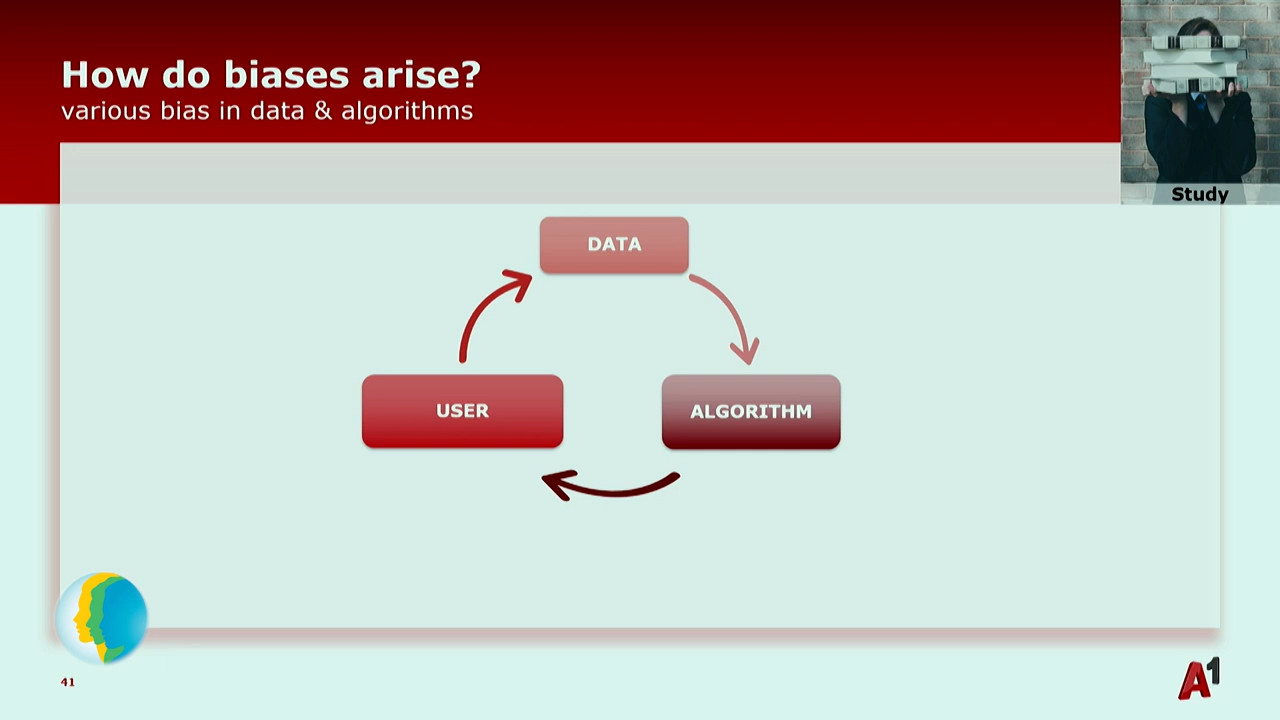 How do biases arise?
various bias in data & algorithms
Study
DATA
USER
ALGORITHM
41
A1